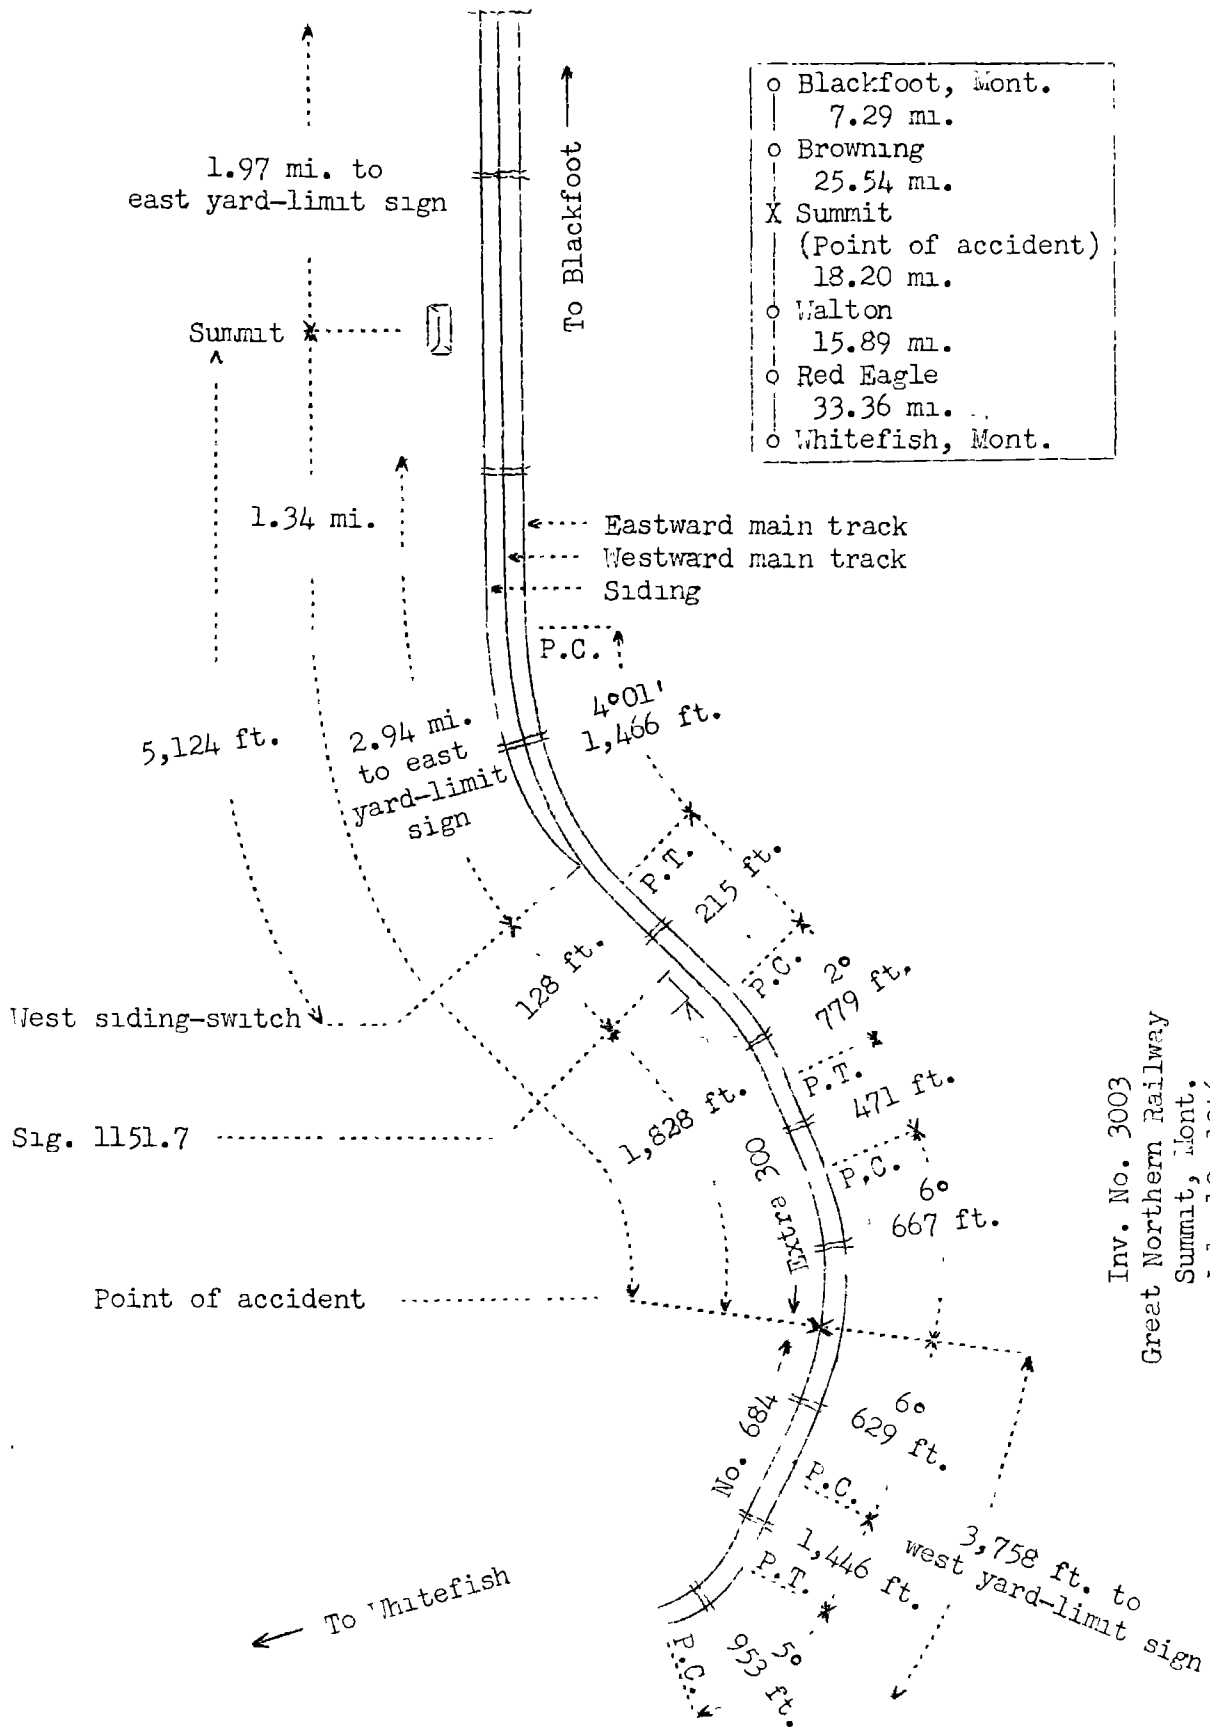 Blackfoot, Mont.
7.29 mi.
Browning
25.54 mi.
X Summit
(Point of accident)
18.20 mi.
Walton
15.89 mi.
Red Eagle
33.36 mi.
Whitefish, Mont.
1.97 mi. to
east yard-limit sign
To Blackfoot
Summit
1.34 mi.
Eastward main track
Westward main track
Siding
P.C.
4°01'
1,466 ft.
5,124 ft.
2.94 mi.
to east
yard-limit
sign
P.T.
215 ft.
P.C.
2°
779 ft.
128 ft.
West siding-switch
P.T.
471 ft.
Sig. 1151.7
1,828 ft.
Extra 300
P.C.
6°
667 ft.
Point of accident
No. 684
6°
629 ft.
P.C.
1,446 ft.
3,758 ft. to
west yard-limit sign
P.T.
To Whitefish
5°
953 ft.
P.C.
Inv. No. 3003
Great Northern Railway
Summit, Mont.